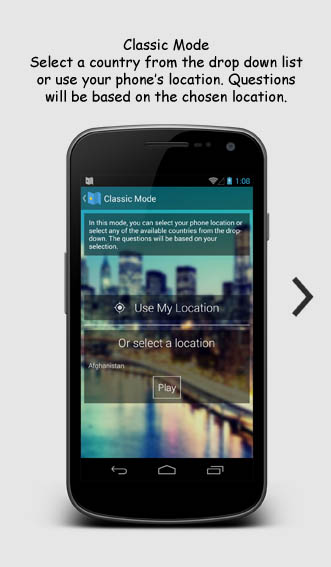 Classic Mode
Select a country from the drop down list
or use your phone's location. Questions
will be based on the chosen location.
1:08
Classic Mode
In this mode, you can select your phone location or
select any of the available countries from the drop-
down. The questions will be based on your
selection.
Use My Location
Or select a location
Afghanistan
Play